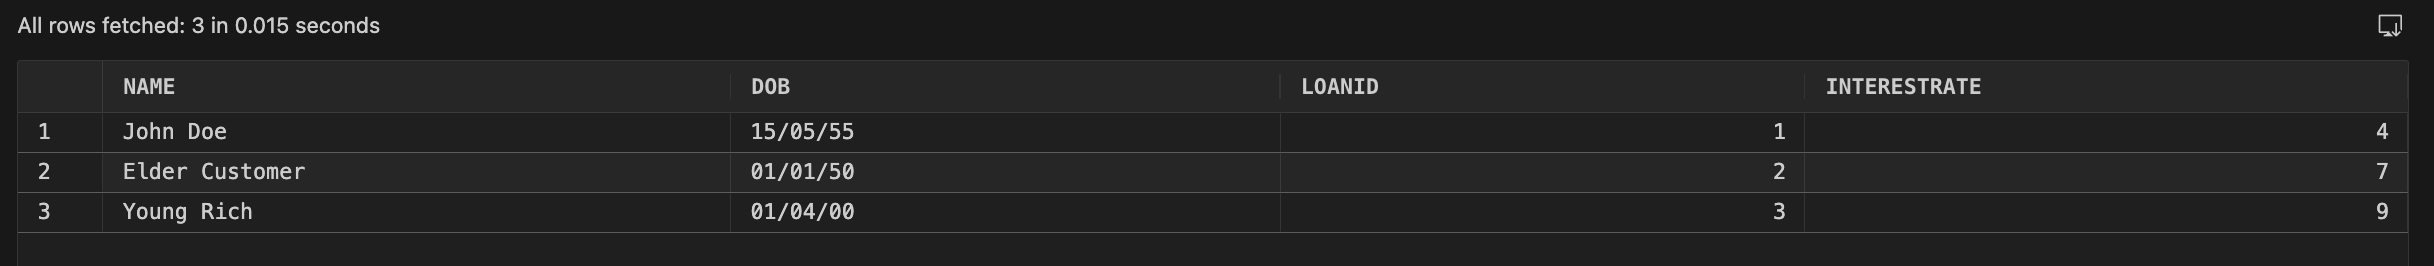 All rows fetched: 3 in 0.015 seconds
NAME DOB LOANID INTERESTRATE
1 John Doe 15/05/55 1 4
2 Elder Customer 01/01/50 2 7
3 Young Rich 01/04/00 3 9